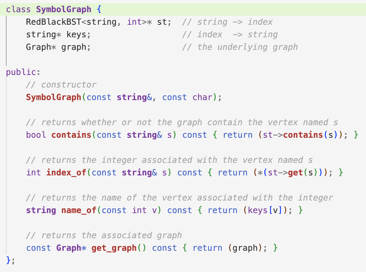 class SymbolGraph {
    RedBlackBST<string, int>* st;  // string -> index
    string* keys;                  // index  -> string
    Graph* graph;                  // the underlying graph

public:
    // constructor
    SymbolGraph(const string&, const char);

    // returns whether or not the graph contain the vertex named s
    bool contains(const string& s) const { return (st->contains(s)); }

    // returns the integer associated with the vertex named s
    int index_of(const string& s) const { return (*(st->get(s))); }

    // returns the name of the vertex associated with the integer
    string name_of(const int v) const { return (keys[v]); }

    // returns the associated graph
    const Graph* get_graph() const { return (graph); }
};